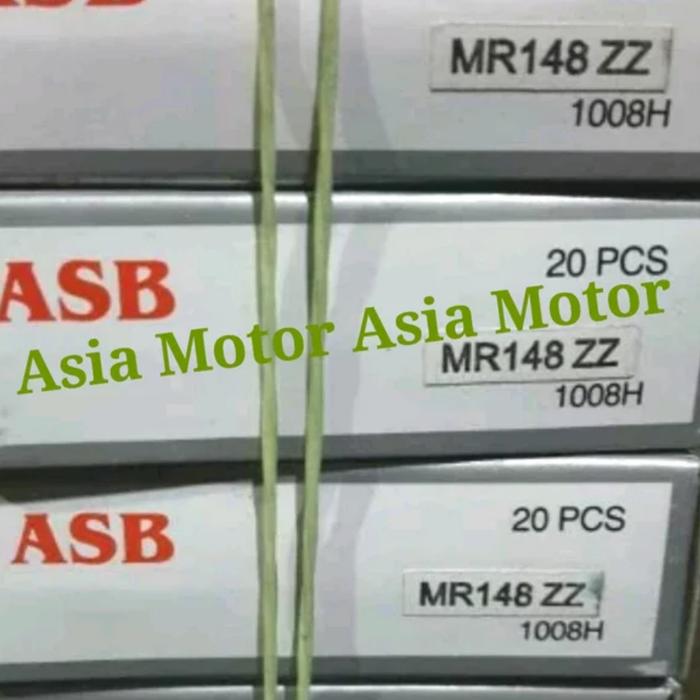 ASB
MR148 ZZ
1008H
ASB
20 PCS
Asia Motor Asia Motor
MR148 ZZ
1008H
ASB
20 PCS
MR148 ZZ
1008H